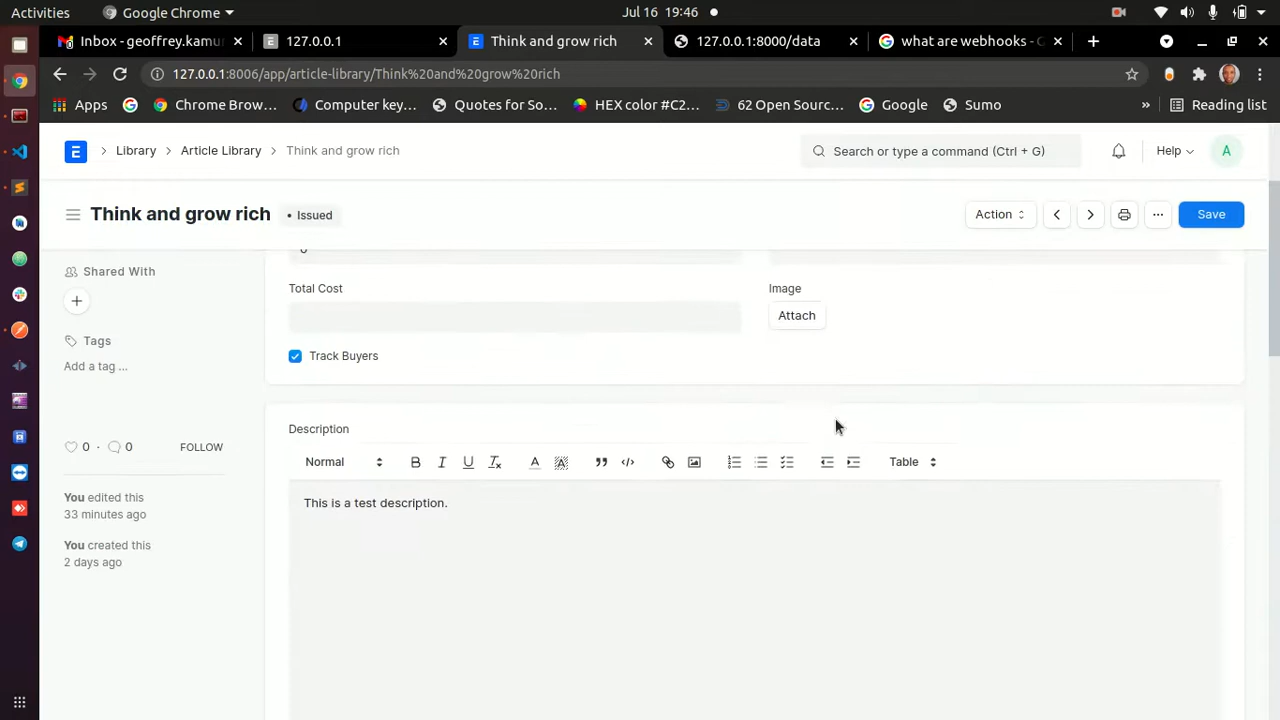 Activities Google Chrome Jul 16 19:46
Inbox - geoffrey.kamu 127.0.0.1 Think and grow rich 127.0.0.1:8000/data what are webhooks - G
127.0.0.1:8006/app/article-library/Think%20and%20grow%20rich
Apps Chrome Brow... Computer key... Quotes for So... HEX color #C2... 62 Open Sourc... Google Sumo » Reading list
E Library Article Library Think and grow rich Search or type a command (Ctrl + G) Help A
Think and grow rich Issued Action Save
Shared With
Total Cost Image
Attach
Tags
Track Buyers
Add a tag ...
Description
0 · 0 FOLLOW
Normal Table
You edited this
33 minutes ago
This is a test description.
You created this
2 days ago